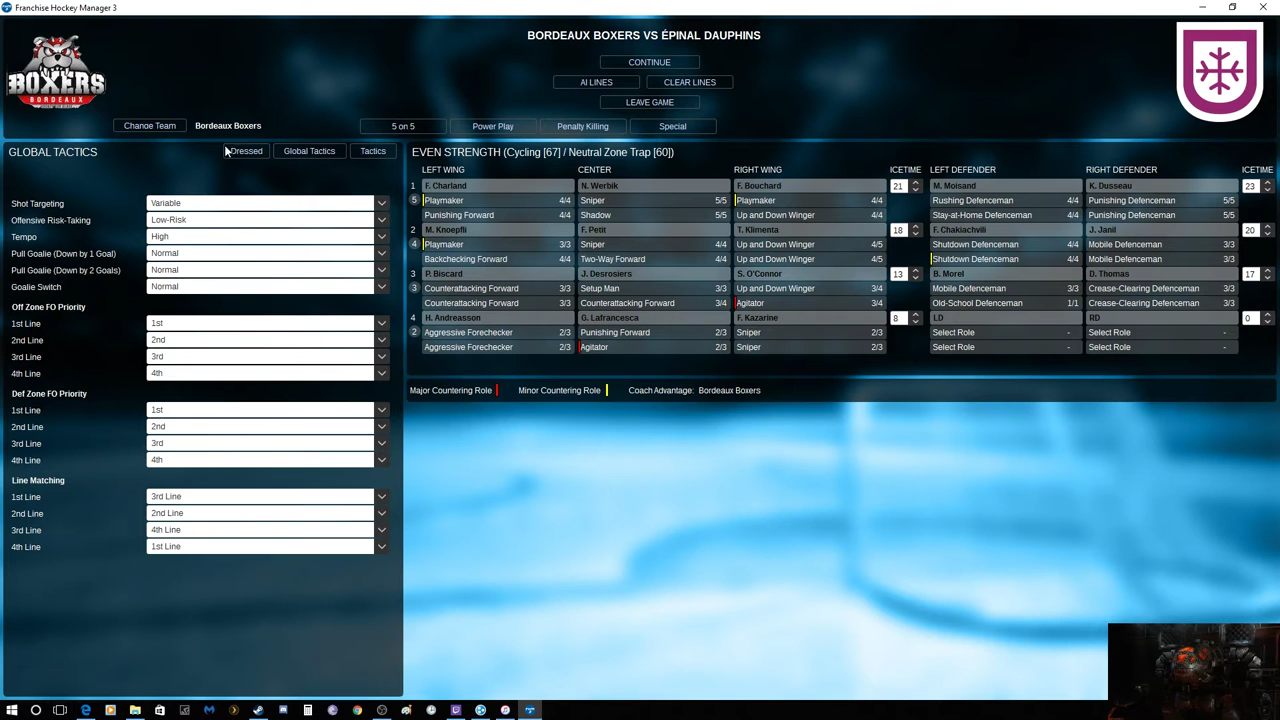 Franchise Hockey Manager 3
BOXERS
BORDEAUX
BORDEAUX BOXERS VS ÉPINAL DAUPHINS
CONTINUE
AI LINES CLEAR LINES
LEAVE GAME
Change Team Bordeaux Boxers 5 on 5 Power Play Penalty Killing Special
GLOBAL TACTICS Dressed Global Tactics Tactics
Shot Targeting Variable
Offensive Risk-Taking Low-Risk
Tempo High
Pull Goalie (Down by 1 Goal) Normal
Pull Goalie (Down by 2 Goals) Normal
Goalie Switch Normal
Off Zone FO Priority
1st Line 1st
2nd Line 2nd
3rd Line 3rd
4th Line 4th
Def Zone FO Priority
1st Line 1st
2nd Line 2nd
3rd Line 3rd
4th Line 4th
Line Matching
1st Line 3rd Line
2nd Line 2nd Line
3rd Line 4th Line
4th Line 1st Line
EVEN STRENGTH (Cycling [67] / Neutral Zone Trap [60])
LEFT WING CENTER RIGHT WING ICETIME LEFT DEFENDER RIGHT DEFENDER ICETIME
1 F. Charland N. Werbik F. Bouchard 21 M. Moisand K. Dusseau 23
5 Playmaker 4/4 Sniper 5/5 Playmaker 4/4 Rushing Defenceman 4/4 Punishing Defenceman 5/5
Punishing Forward 4/4 Shadow 5/5 Up and Down Winger 4/4 Stay-at-Home Defenceman 4/4 Punishing Defenceman 5/5
2 M. Knoepfli F. Petit T. Klimenta 18 F. Chakiachvili J. Janil 20
4 Playmaker 3/3 Sniper 4/4 Up and Down Winger 4/5 Shutdown Defenceman 4/4 Mobile Defenceman 3/3
Backchecking Forward 4/4 Two-Way Forward 4/4 Up and Down Winger 4/5 Shutdown Defenceman 4/4 Mobile Defenceman 3/3
3 P. Biscard J. Desrosiers S. O'Connor 13 B. Morel D. Thomas 17
3 Counterattacking Forward 3/3 Setup Man 3/3 Up and Down Winger 3/4 Mobile Defenceman 3/3 Crease-Clearing Defenceman 3/3
Counterattacking Forward 3/3 Counterattacking Forward 3/4 Agitator 3/4 Old-School Defenceman 1/1 Crease-Clearing Defenceman 3/3
4 H. Andreasson G. Lafrancesca F. Kazarine 8 LD RD 0
2 Aggressive Forechecker 2/3 Punishing Forward 2/3 Sniper 2/3 Select Role - Select Role -
Aggressive Forechecker 2/3 Agitator 2/3 Sniper 2/3 Select Role - Select Role -
Major Countering Role Minor Countering Role Coach Advantage: Bordeaux Boxers